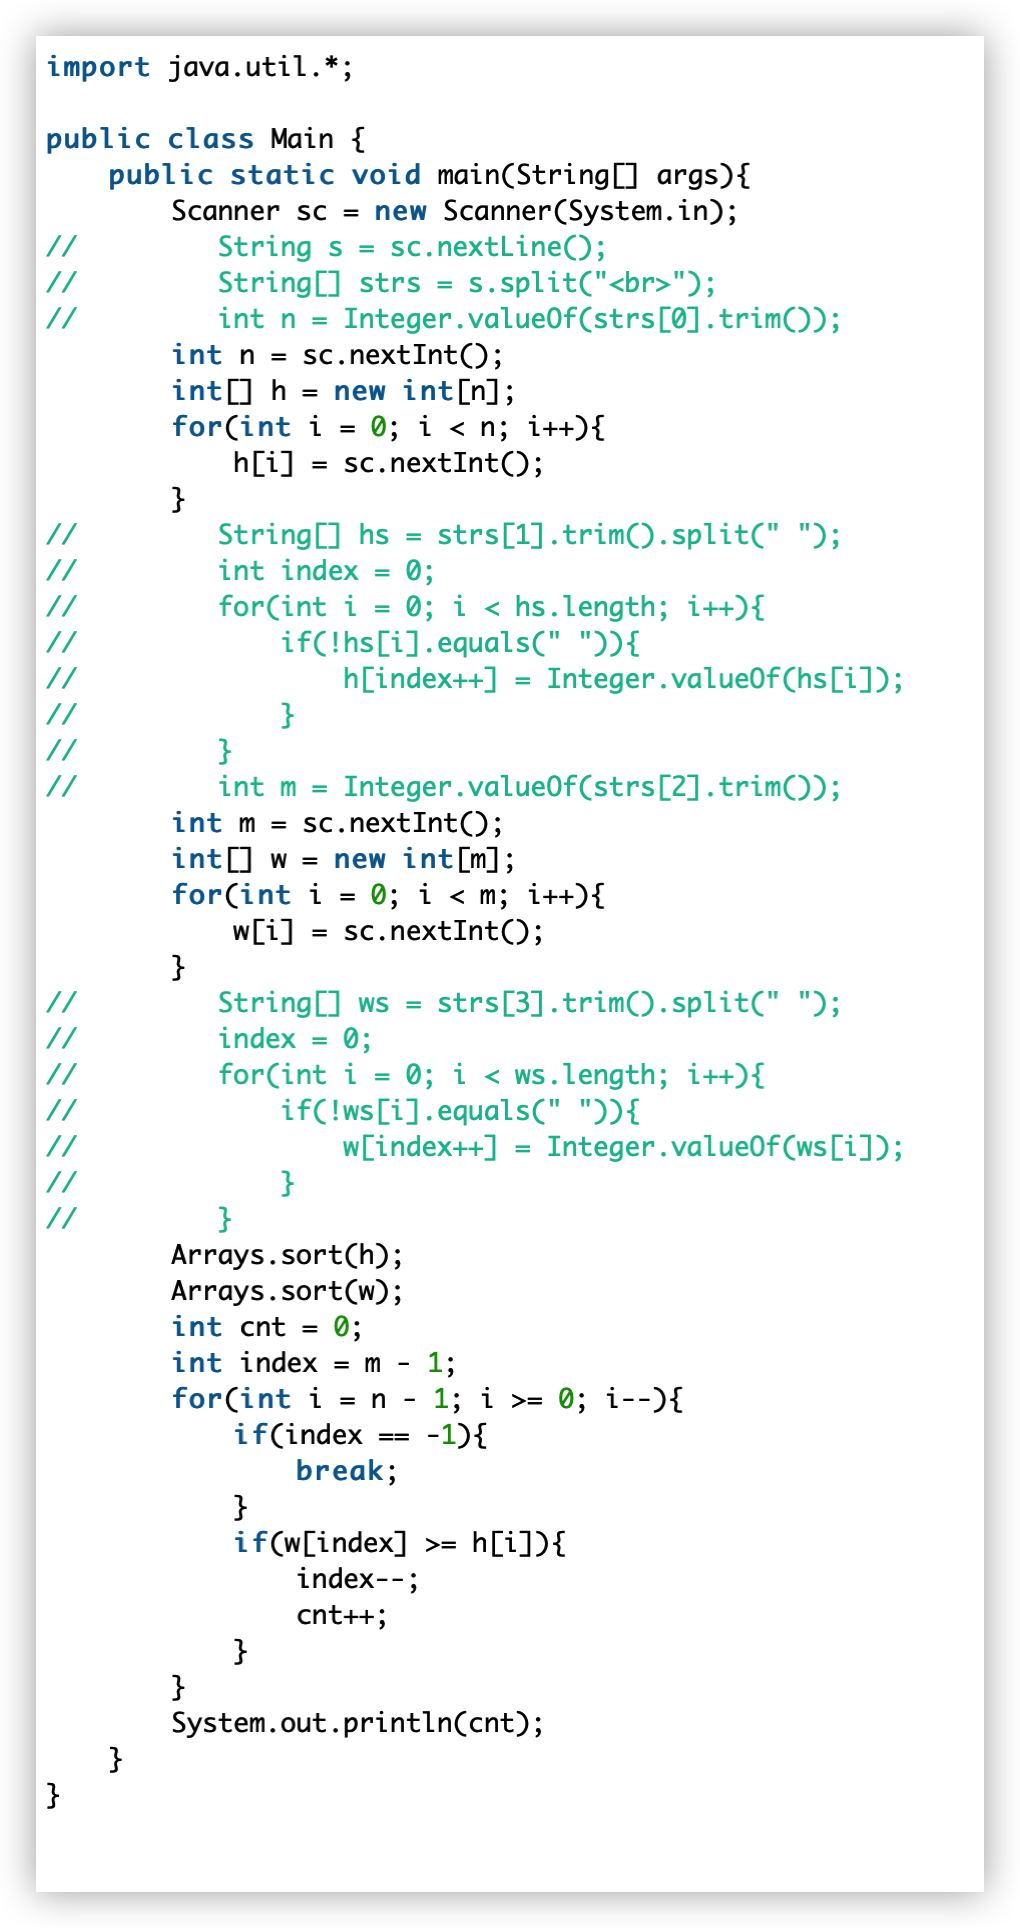 import java.util.*;

public class Main {
    public static void main(String[] args){
        Scanner sc = new Scanner(System.in);
//         String s = sc.nextLine();
//         String[] strs = s.split("<br>");
//         int n = Integer.valueOf(strs[0].trim());
        int n = sc.nextInt();
        int[] h = new int[n];
        for(int i = 0; i < n; i++){
            h[i] = sc.nextInt();
        }
//         String[] hs = strs[1].trim().split(" ");
//         int index = 0;
//         for(int i = 0; i < hs.length; i++){
//             if(!hs[i].equals(" ")){
//                 h[index++] = Integer.valueOf(hs[i]);
//             }
//         }
//         int m = Integer.valueOf(strs[2].trim());
        int m = sc.nextInt();
        int[] w = new int[m];
        for(int i = 0; i < m; i++){
            w[i] = sc.nextInt();
        }
//         String[] ws = strs[3].trim().split(" ");
//         index = 0;
//         for(int i = 0; i < ws.length; i++){
//             if(!ws[i].equals(" ")){
//                 w[index++] = Integer.valueOf(ws[i]);
//             }
//         }
        Arrays.sort(h);
        Arrays.sort(w);
        int cnt = 0;
        int index = m - 1;
        for(int i = n - 1; i >= 0; i--){
            if(index == -1){
                break;
            }
            if(w[index] >= h[i]){
                index--;
                cnt++;
            }
        }
        System.out.println(cnt);
    }
}